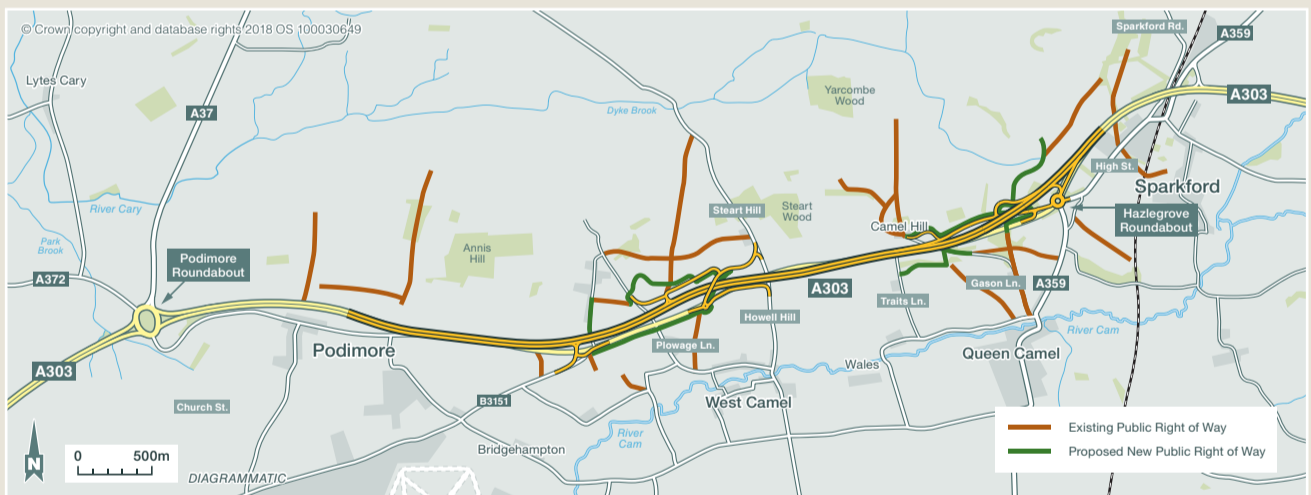 © Crown copyright and database rights 2018 OS 100030649
Sparkford Rd.
A359
Lytes Cary
Yarcombe
Wood
A303
A37
Dyke Brook
High St.
Sparkford
River Cary
Steart Hill
Steart
Wood
Camel Hill
Hazlegrove
Roundabout
Park
Brook
Podimore
Roundabout
Annis
Hill
A372
A303
Traits Ln.
Gason Ln.
A359
Howell Hill
River Cam
Podimore
Plowage Ln.
Queen Camel
Wales
A303
Church St.
B3151
West Camel
River
Cam
Bridgehampton
N
0 500m
DIAGRAMMATIC
Existing Public Right of Way
Proposed New Public Right of Way